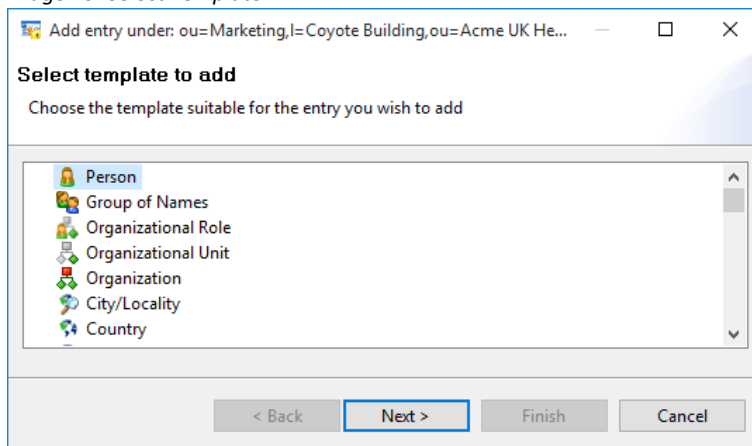 Add entry under: ou=Marketing,l=Coyote Building,ou=Acme UK He...
Select template to add
Choose the template suitable for the entry you wish to add
Person
Group of Names
Organizational Role
Organizational Unit
Organization
City/Locality
Country
< Back Next > Finish Cancel